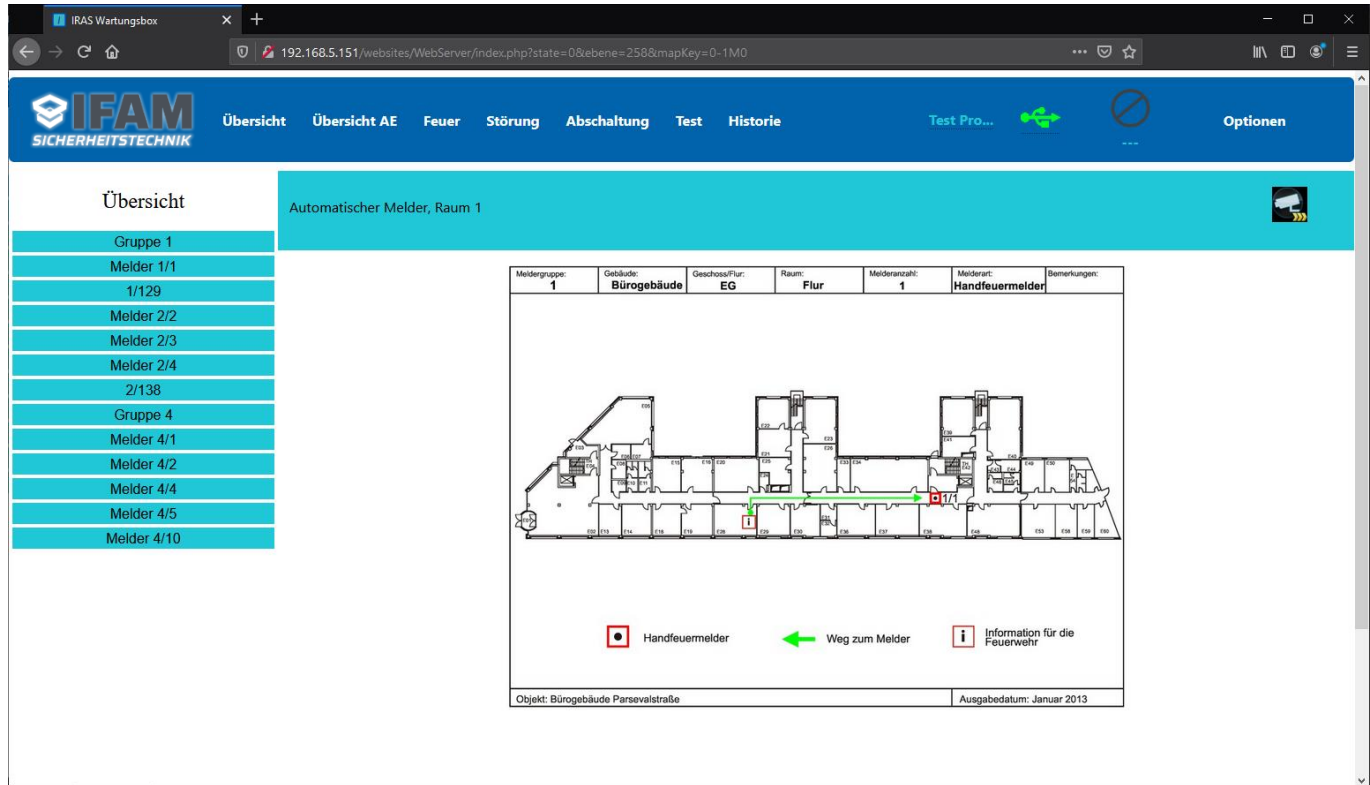 IRAS Wartungsbox
192.168.5.151/websites/WebServer/index.php?state=0&ebene=258&mapKey=0-1M0
IFAM
SICHERHEITSTECHNIK
Übersicht Übersicht AE Feuer Störung Abschaltung Test Historie Test Pro... --- Optionen
Übersicht
Automatischer Melder, Raum 1
Gruppe 1
Melder 1/1
1/129
Melder 2/2
Melder 2/3
Melder 2/4
2/138
Gruppe 4
Melder 4/1
Melder 4/2
Melder 4/4
Melder 4/5
Melder 4/10
Meldergruppe: Gebäude: Geschoss/Flur: Raum: Melderanzahl: Melderart: Bemerkungen:
1 Bürogebäude EG Flur 1 Handfeuermelder
1/1
i
Handfeuermelder
Weg zum Melder
i
Information für die
Feuerwehr
Objekt: Bürogebäude Parsevalstraße Ausgabedatum: Januar 2013